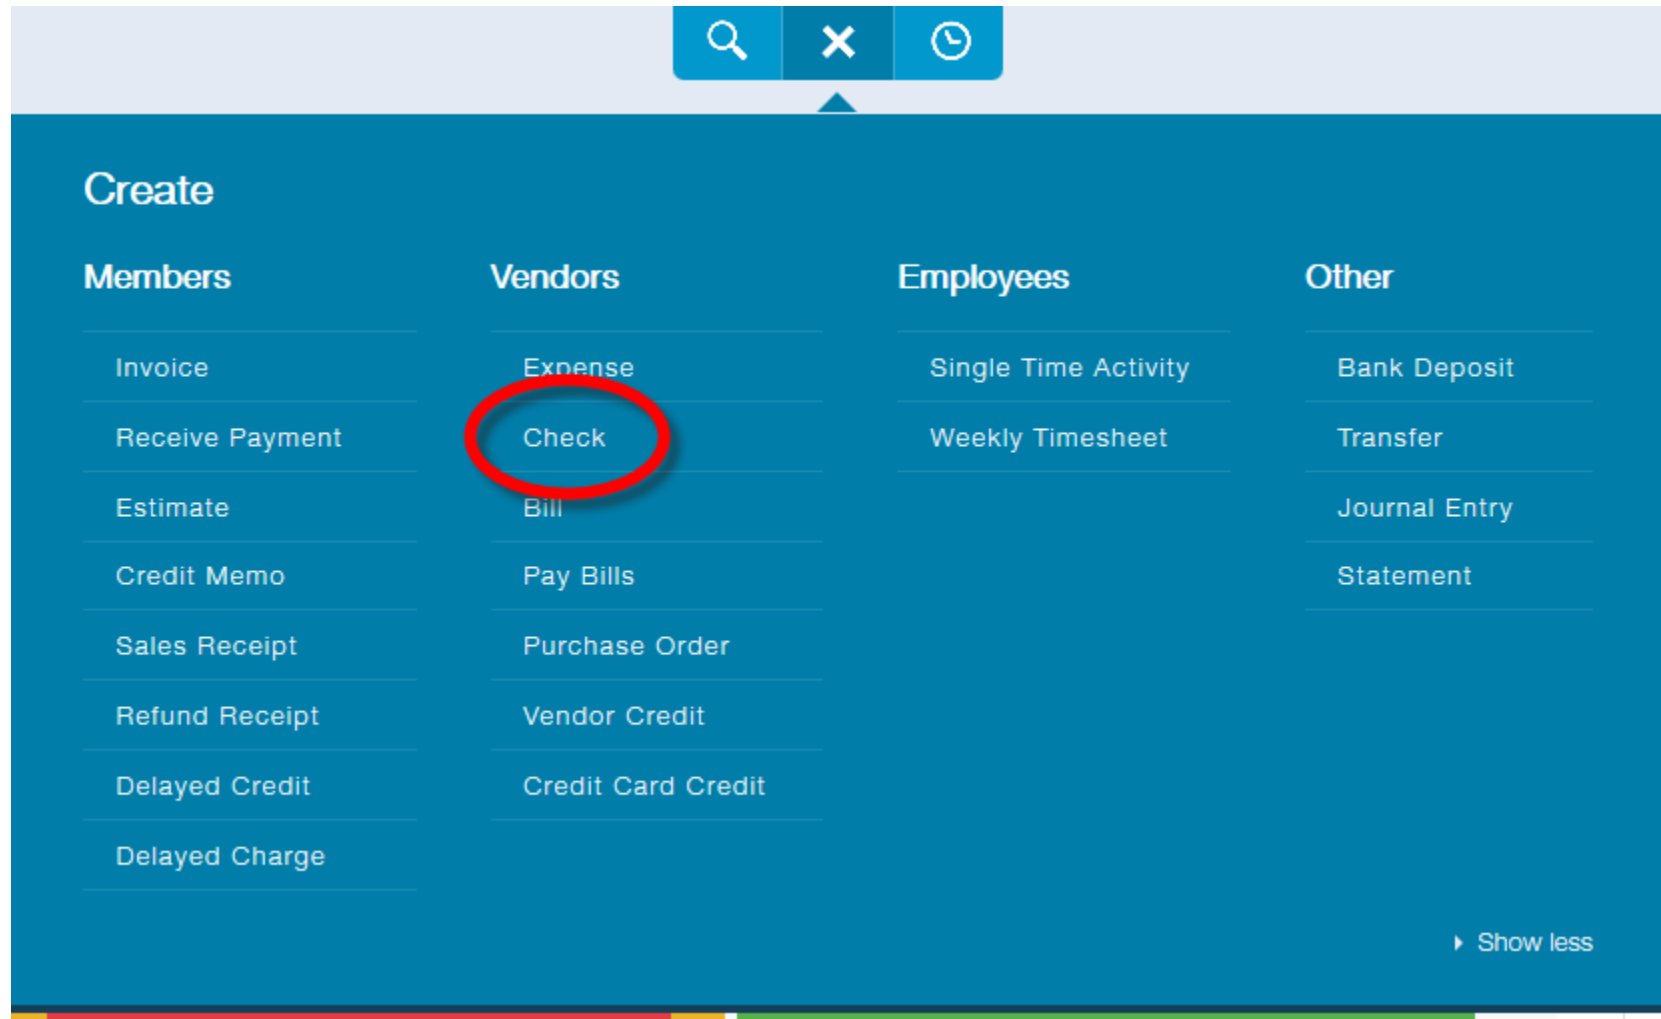 Create
Members
Invoice
Receive Payment
Estimate
Credit Memo
Sales Receipt
Refund Receipt
Delayed Credit
Delayed Charge
Vendors
Expense
Check
Bill
Pay Bills
Purchase Order
Vendor Credit
Credit Card Credit
Employees
Single Time Activity
Weekly Timesheet
Other
Bank Deposit
Transfer
Journal Entry
Statement
Show less